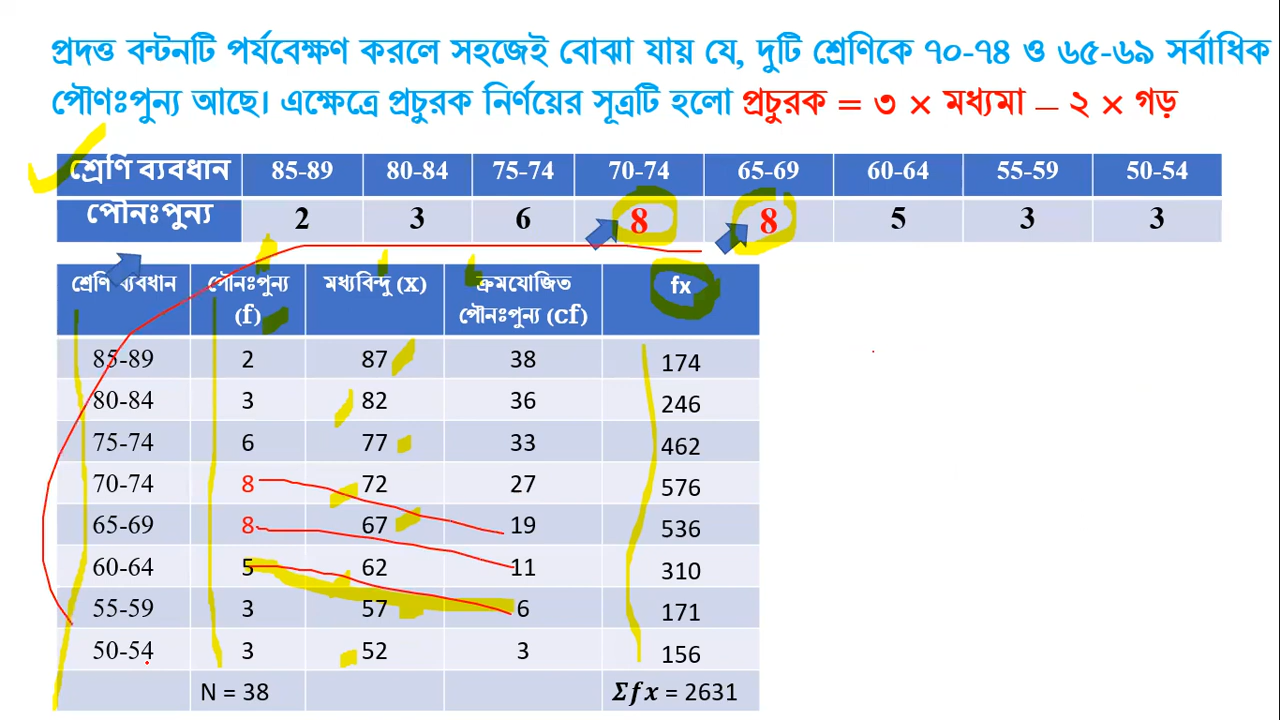 প্রদত্ত বন্টনটি পর্যবেক্ষণ করলে সহজেই বোঝা যায় যে, দুটি শ্রেণিকে ৭০-৭৪ ও ৬৫-৬৯ সর্বাধিক
পৌণঃপুন্য আছে। এক্ষেত্রে প্রচুরক নির্ণয়ের সূত্রটি হলো প্রচুরক = ৩ × মধ্যমা – ২ × গড়
শ্রেণি ব্যবধান 85-89 80-84 75-74 70-74 65-69 60-64 55-59 50-54
পৌনঃপুন্য 2 3 6 8 8 5 3 3
শ্রেণি ব্যবধান পৌনঃপুন্য মধ্যবিন্দু (x) ক্রমযোজিত fx
(f) পৌনঃপুন্য (cf)
85-89 2 87 38 174
80-84 3 82 36 246
75-74 6 77 33 462
70-74 8 72 27 576
65-69 8 67 19 536
60-64 5 62 11 310
55-59 3 57 6 171
50-54 3 52 3 156
N = 38 Σfx = 2631